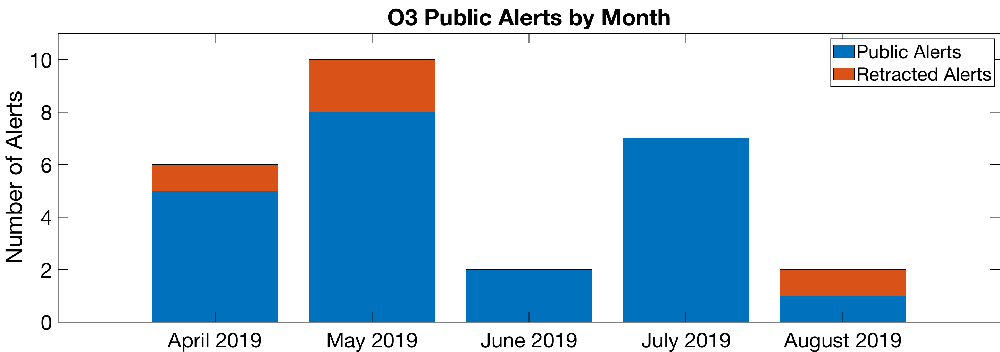 O3 Public Alerts by Month
Public Alerts
Retracted Alerts
Number of Alerts
10
8
6
4
2
0
April 2019
May 2019
June 2019
July 2019
August 2019